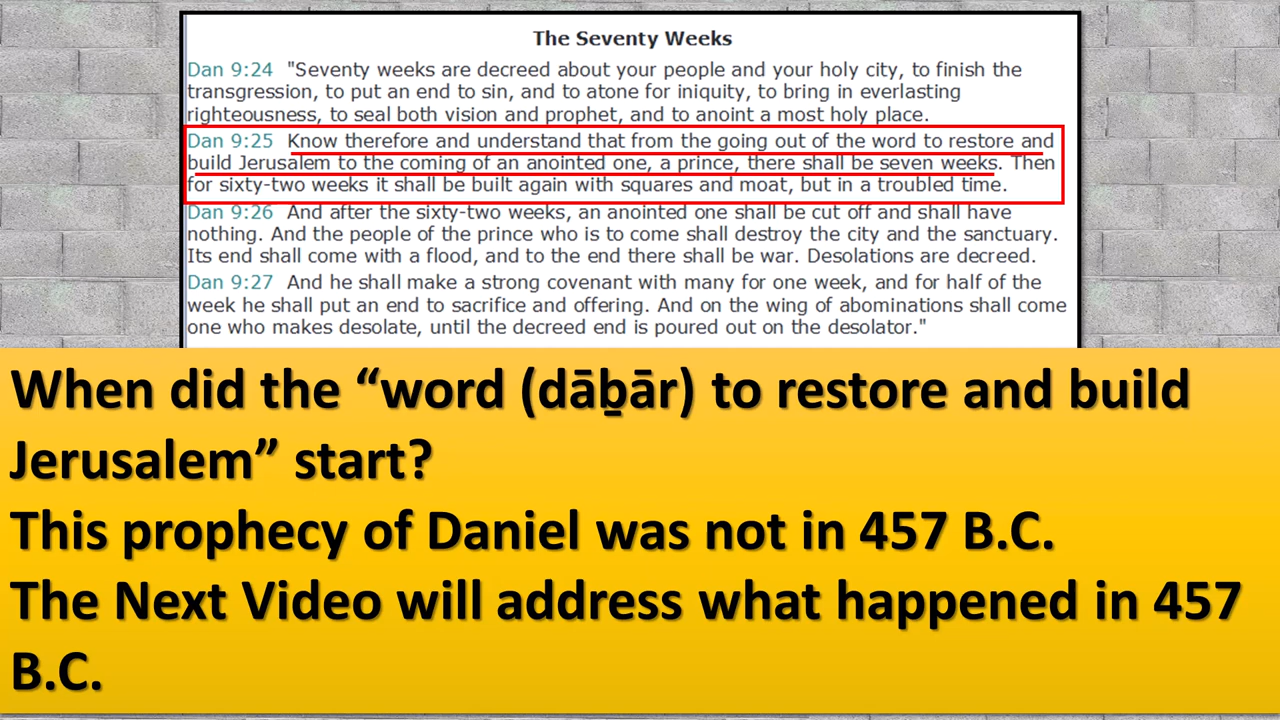 The Seventy Weeks
Dan 9:24 "Seventy weeks are decreed about your people and your holy city, to finish the
transgression, to put an end to sin, and to atone for iniquity, to bring in everlasting
righteousness, to seal both vision and prophet, and to anoint a most holy place.
Dan 9:25 Know therefore and understand that from the going out of the word to restore and
build Jerusalem to the coming of an anointed one, a prince, there shall be seven weeks. Then
for sixty-two weeks it shall be built again with squares and moat, but in a troubled time.
Dan 9:26 And after the sixty-two weeks, an anointed one shall be cut off and shall have
nothing. And the people of the prince who is to come shall destroy the city and the sanctuary.
Its end shall come with a flood, and to the end there shall be war. Desolations are decreed.
Dan 9:27 And he shall make a strong covenant with many for one week, and for half of the
week he shall put an end to sacrifice and offering. And on the wing of abominations shall come
one who makes desolate, until the decreed end is poured out on the desolator."
When did the “word (dāḇār) to restore and build
Jerusalem” start?
This prophecy of Daniel was not in 457 B.C.
The Next Video will address what happened in 457
B.C.